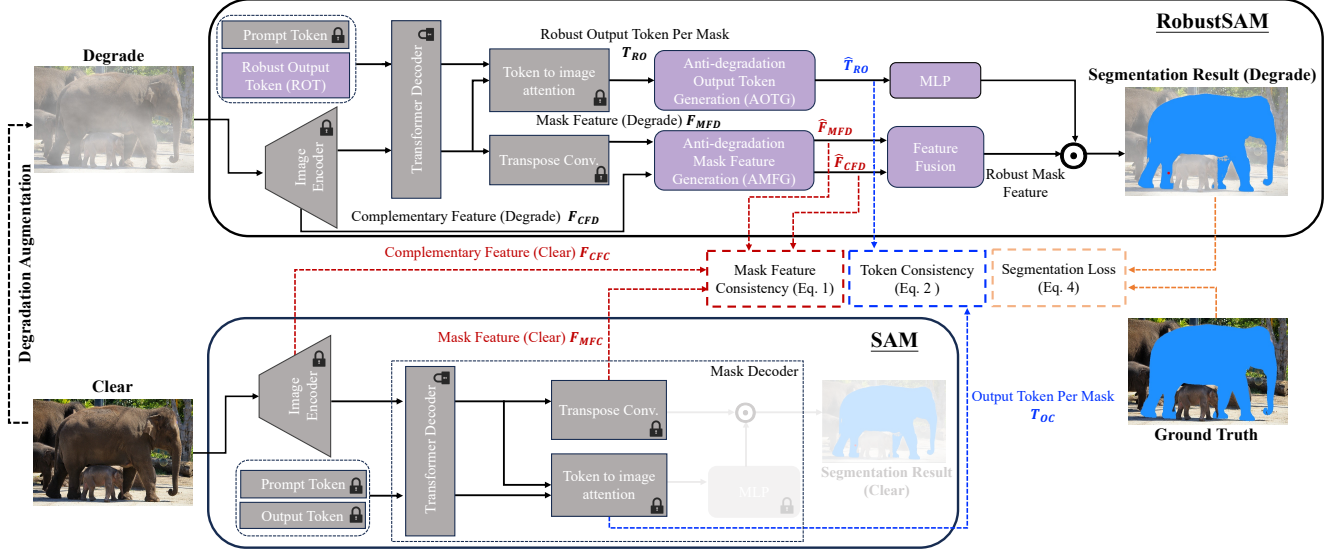 RobustSAM
Degrade
Prompt Token
Robust Output
Token (ROT)
Image
Encoder
Transformer Decoder
Robust Output Token Per Mask
T_RO
Token to image
attention
Anti-degradation
Output Token
Generation (AOTG)
T̂_RO
MLP
Segmentation Result (Degrade)
Mask Feature (Degrade) F_MFD
Transpose Conv.
Anti-degradation
Mask Feature
Generation (AMFG)
F̂_MFD
F̂_CFD
Feature
Fusion
Robust Mask
Feature
Complementary Feature (Degrade) F_CFD
Degradation Augmentation
Complementary Feature (Clear) F_CFC
Mask Feature
Consistency (Eq. 1)
Token Consistency
(Eq. 2 )
Segmentation Loss
(Eq. 4)
Mask Feature (Clear) F_MFC
SAM
Clear
Image
Encoder
Prompt Token
Output Token
Transformer Decoder
Mask Decoder
Transpose Conv.
Token to image
attention
MLP
Segmentation Result
(Clear)
Output Token Per Mask
T_OC
Ground Truth